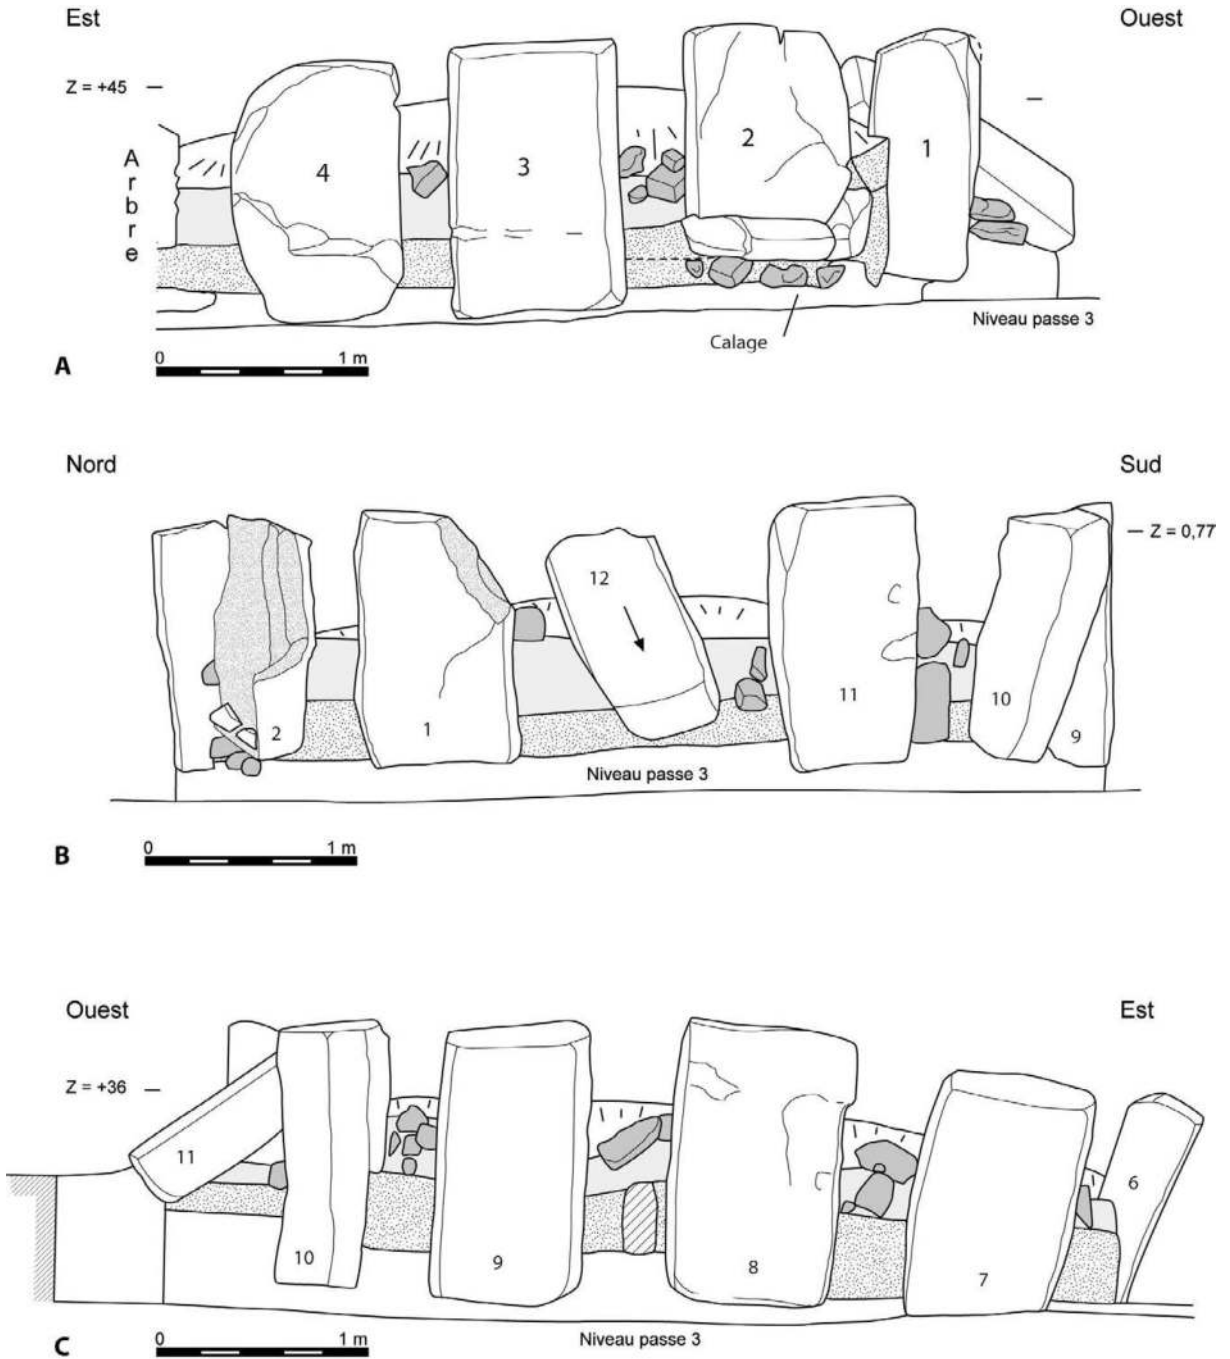 Est
Ouest
Z = +45
Arbre
4
3
2
1
Niveau passe 3
Calage
0 1 m
A
Nord
Sud
Z = 0,77
12
11
10
9
2
1
Niveau passe 3
0 1 m
B
Ouest
Est
Z = +36
11
6
10
9
8
7
Niveau passe 3
0 1 m
C